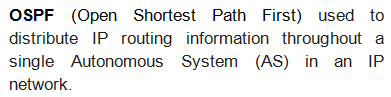 OSPF (Open Shortest Path First) used to
distribute IP routing information throughout a
single Autonomous System (AS) in an IP
network.